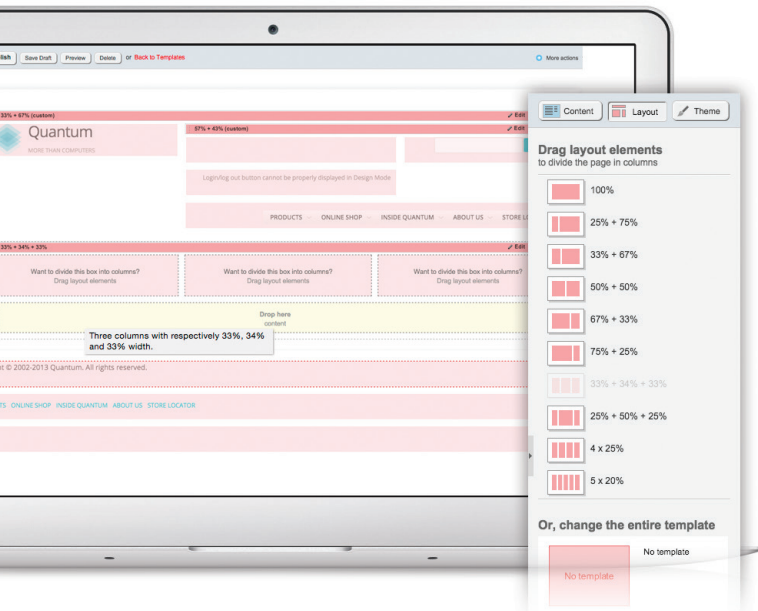 Save Draft Preview Delete or Back to Templates
More actions
33% + 67% (custom)
Edit
Quantum
MORE THAN COMPUTERS
57% + 43% (custom)
Edit
Login/log out button cannot be properly displayed in Design Mode
PRODUCTS ONLINE SHOP INSIDE QUANTUM ABOUT US STORE
33% + 34% + 33%
Edit
Want to divide this box into columns?
Drag layout elements
Want to divide this box into columns?
Drag layout elements
Want to divide this box into columns?
Drag layout elements
Drop here
content
Three columns with respectively 33%, 34%
and 33% width.
© 2002-2013 Quantum. All rights reserved.
ONLINE SHOP INSIDE QUANTUM ABOUT US STORE LOCATOR
Content Layout Theme
Drag layout elements
to divide the page in columns
100%
25% + 75%
33% + 67%
50% + 50%
67% + 33%
75% + 25%
33% + 34% + 33%
25% + 50% + 25%
4 x 25%
5 x 20%
Or, change the entire template
No template
No template